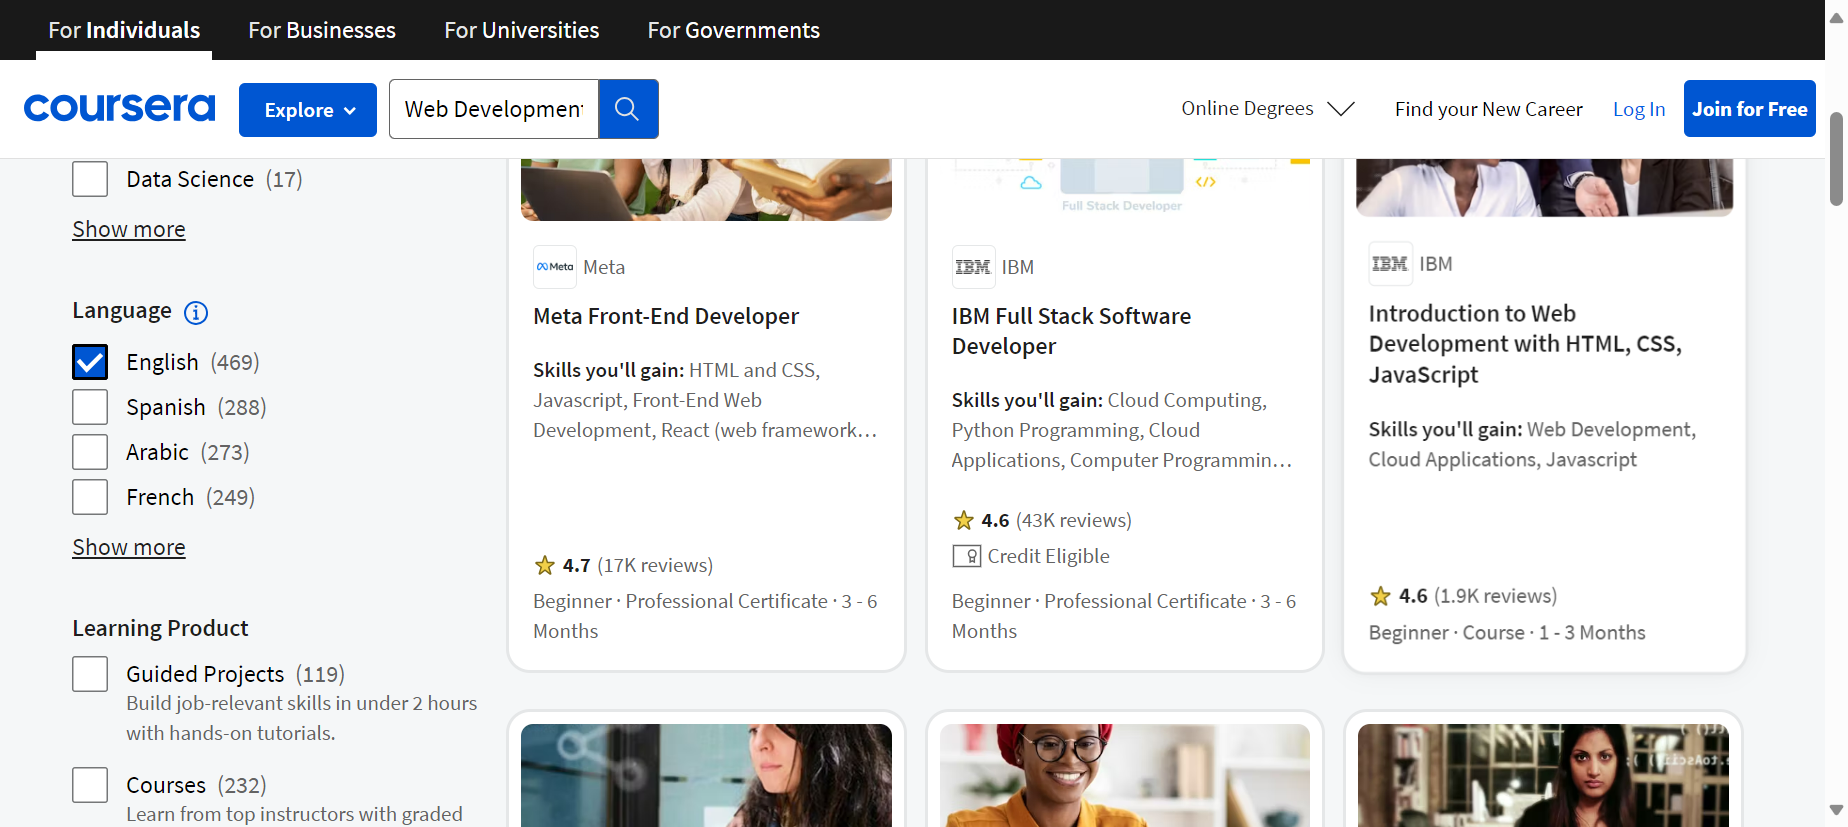 For Individuals
For Businesses
For Universities
For Governments
coursera
Explore
Web Development
Online Degrees
Find your New Career
Log In
Join for Free
Data Science (17)
Show more
Language
English (469)
Spanish (288)
Arabic (273)
French (249)
Show more
Learning Product
Guided Projects (119)
Build job-relevant skills in under 2 hours
with hands-on tutorials.
Courses (232)
Learn from top instructors with graded
Meta
Meta
Meta Front-End Developer
Skills you'll gain: HTML and CSS,
Javascript, Front-End Web
Development, React (web framework...
4.7 (17K reviews)
Beginner · Professional Certificate · 3 - 6
Months
</>
Full Stack Developer
IBM
IBM
IBM Full Stack Software
Developer
Skills you'll gain: Cloud Computing,
Python Programming, Cloud
Applications, Computer Programmin...
4.6 (43K reviews)
Credit Eligible
Beginner · Professional Certificate · 3 - 6
Months
IBM
IBM
Introduction to Web
Development with HTML, CSS,
JavaScript
Skills you'll gain: Web Development,
Cloud Applications, Javascript
4.6 (1.9K reviews)
Beginner · Course · 1 - 3 Months